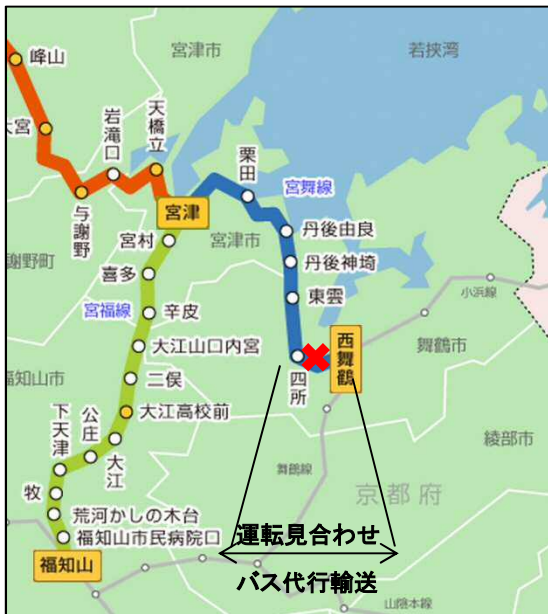 宮津市
若狭湾
峰山
大宮
岩滝口
天橋立
栗田
宮舞線
与謝野
宮津
宮村
宮津市
丹後由良
丹後神埼
謝野町
喜多
東雲
小浜線
宮福線
辛皮
西舞鶴
舞鶴市
大江山口内宮
四所
福知山市
二俣
下天津
公庄
大江高校前
綾部市
大江
舞鶴線
京都府
牧
荒河かしの木台
福知山市民病院口
運転見合わせ
福知山
バス代行輸送
山陰本線